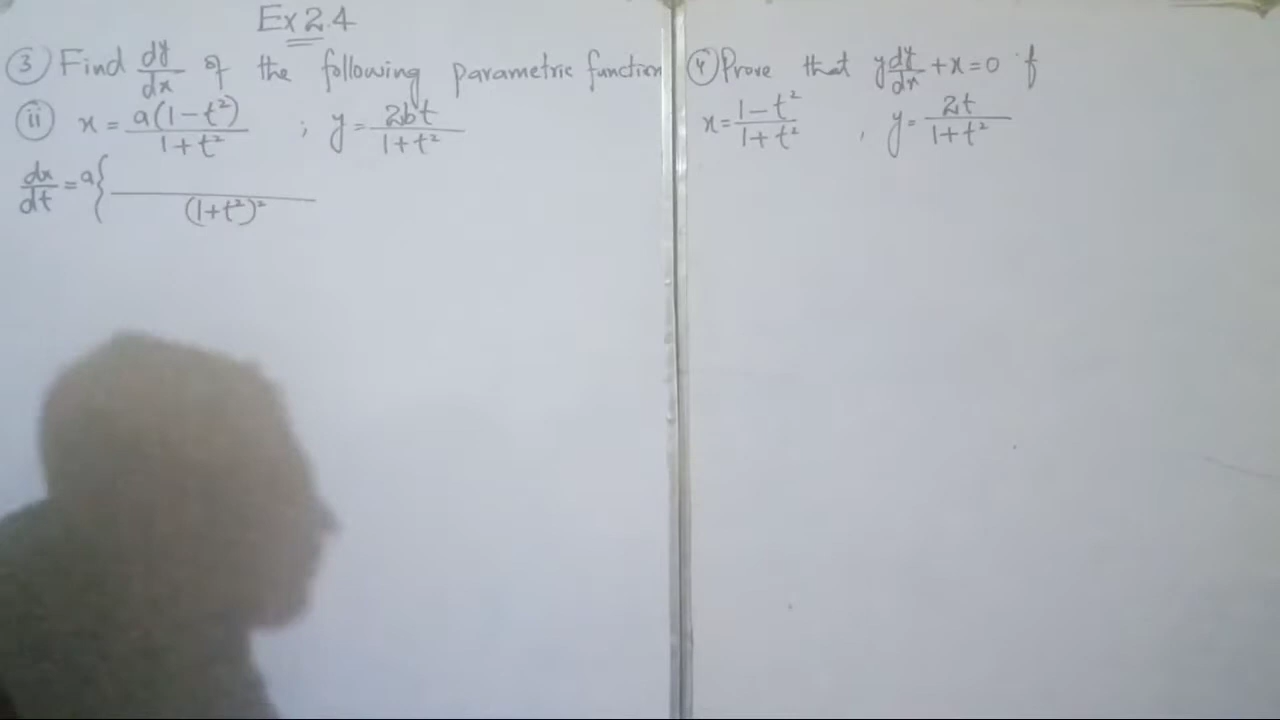 Ex 2.4
③ Find dy/dx of the following parametric function
ii x = a(1-t²)/1+t² ; y = 2bt/1+t²
dx/dt = a{ /(1+t²)²
④ Prove that y dy/dx + x = 0 if
x = 1-t²/1+t² , y = 2t/1+t²